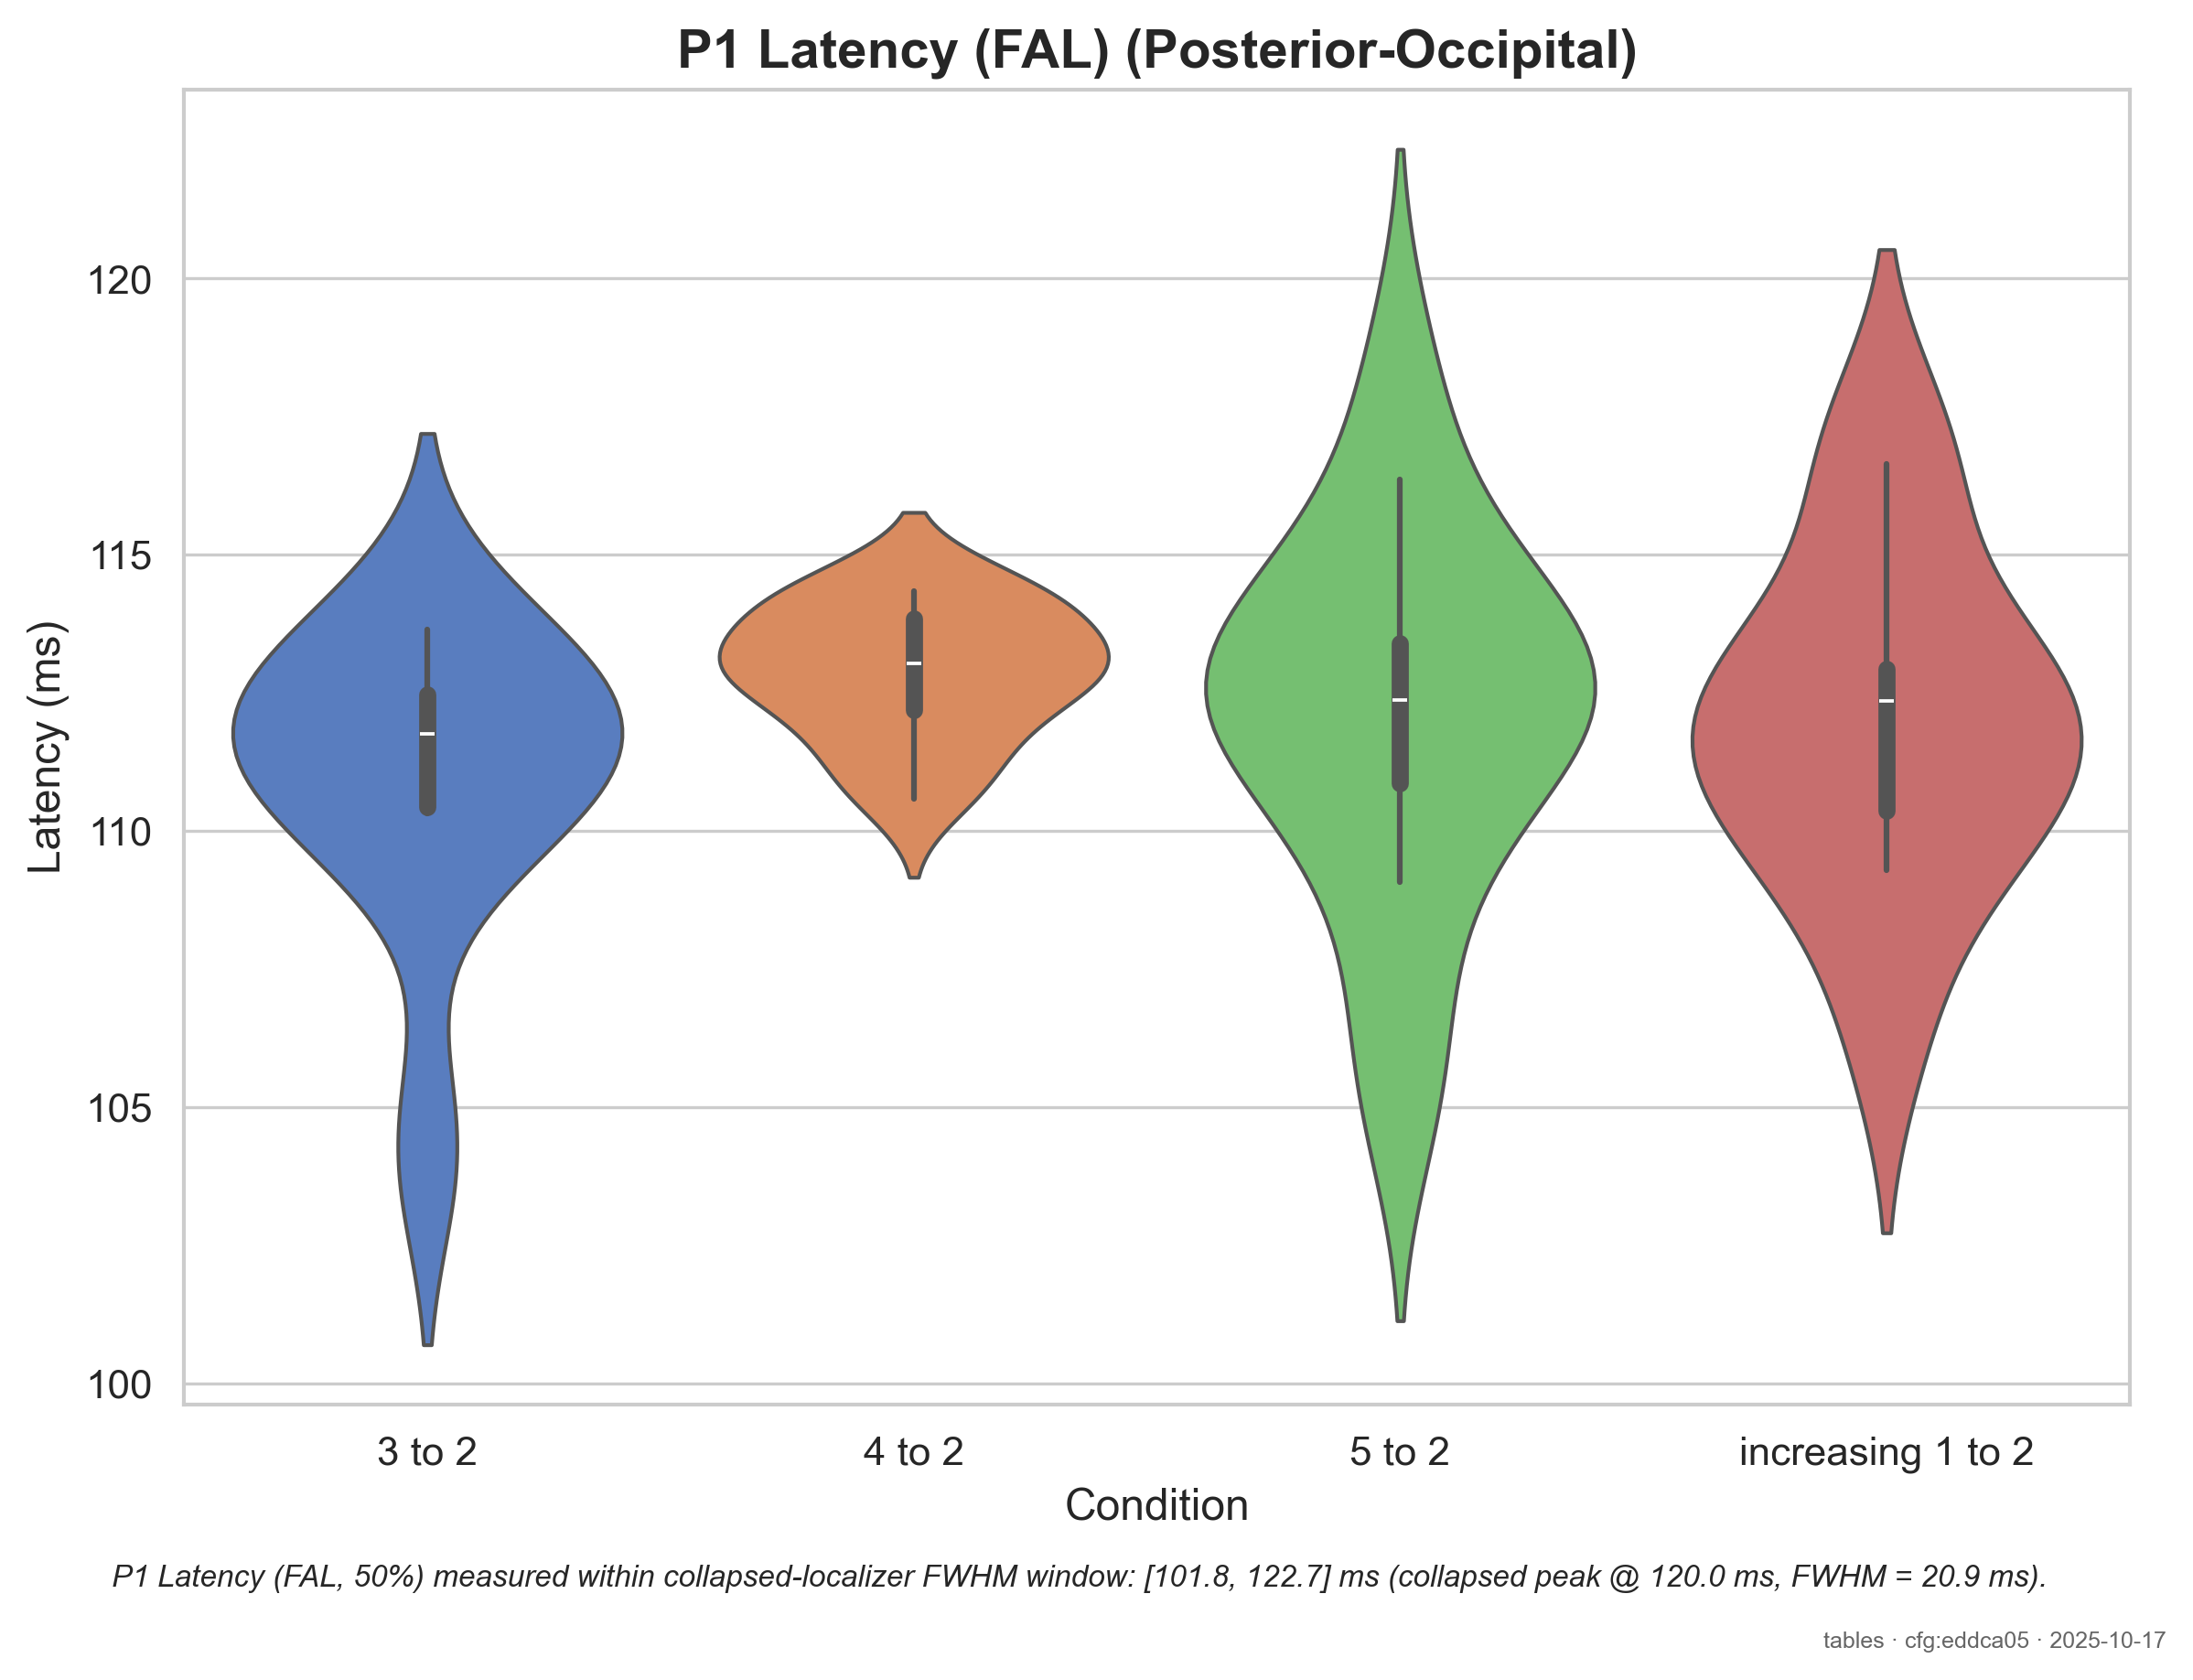 P1 Latency (FAL) (Posterior-Occipital)
Latency (ms)
120
115
110
105
100
3 to 2
4 to 2
5 to 2
increasing 1 to 2
Condition
P1 Latency (FAL, 50%) measured within collapsed-localizer FWHM window: [101.8, 122.7] ms (collapsed peak @ 120.0 ms, FWHM = 20.9 ms).
tables · cfg:eddca05 · 2025-10-17